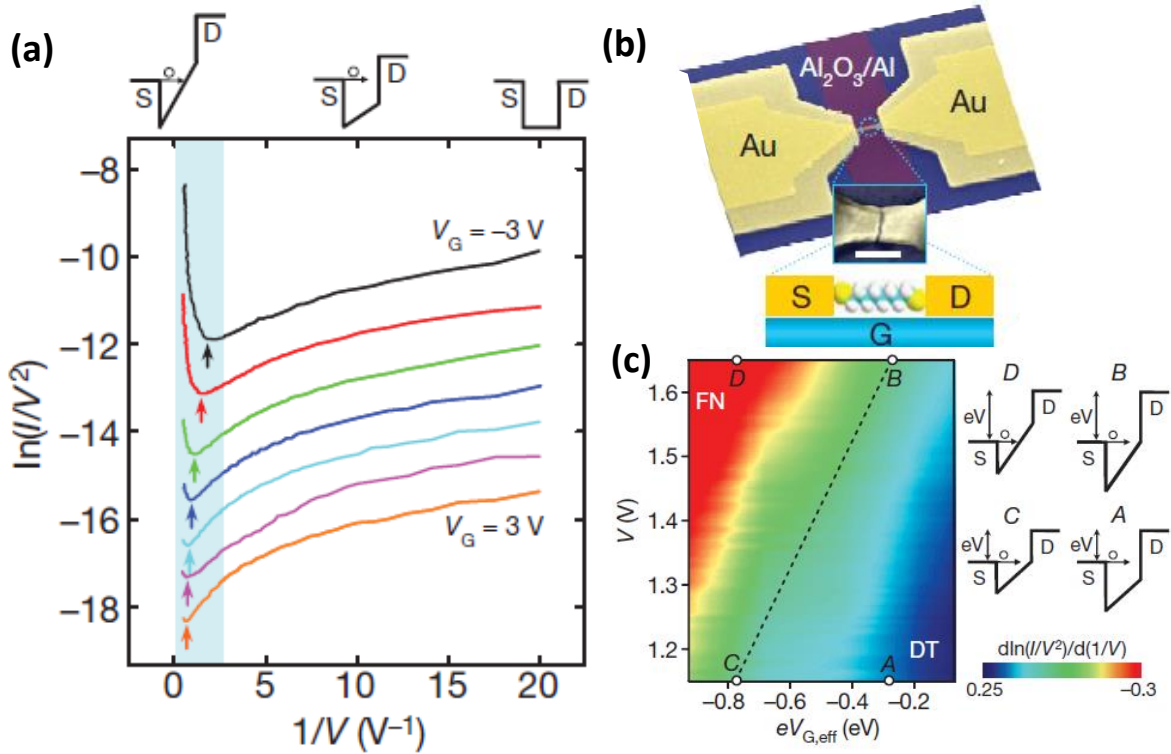 (a)
S
D
S
D
S
D
ln(I/V²)
−8
−10
−12
−14
−16
−18
V_G = −3 V
V_G = 3 V
0
5
10
15
20
1/V (V⁻¹)
(b)
Al₂O₃/Al
Au
Au
S
D
G
(c)
V (V)
1.6
1.5
1.4
1.3
1.2
D
B
FN
C
A
DT
−0.8
−0.6
−0.4
−0.2
eV_G,eff (eV)
D
B
eV
D
eV
D
S
S
C
A
eV
D
eV
D
S
S
dln(I/V²)/d(1/V)
0.25
−0.3